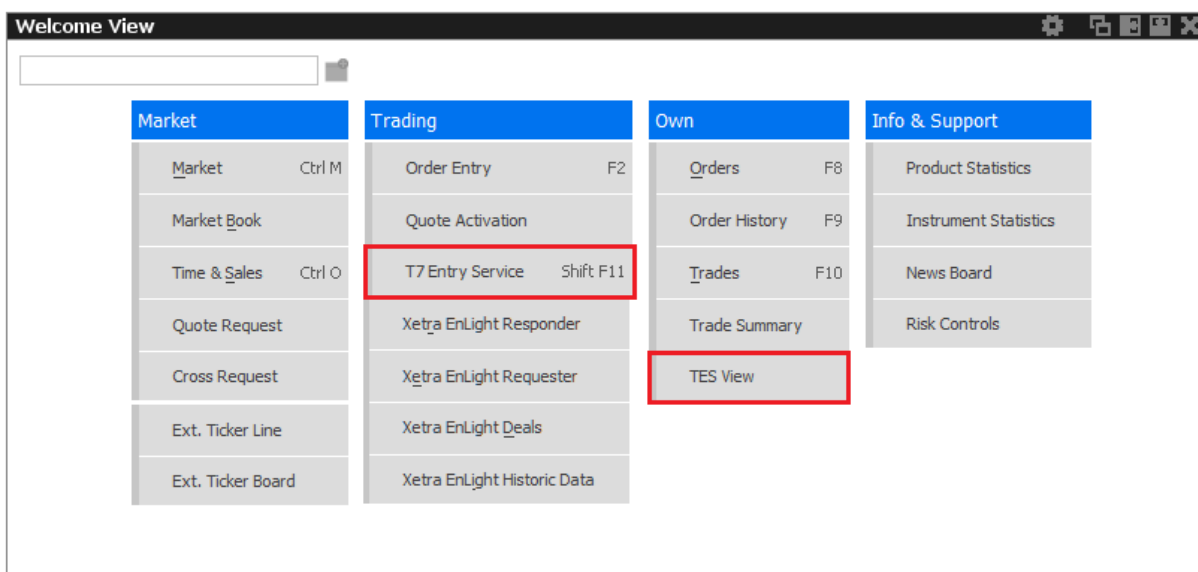 Welcome View
Market
Market Ctrl M
Market Book
Time & Sales Ctrl O
Quote Request
Cross Request
Ext. Ticker Line
Ext. Ticker Board
Trading
Order Entry F2
Quote Activation
T7 Entry Service Shift F11
Xetra EnLight Responder
Xetra EnLight Requester
Xetra EnLight Deals
Xetra EnLight Historic Data
Own
Orders F8
Order History F9
Trades F10
Trade Summary
TES View
Info & Support
Product Statistics
Instrument Statistics
News Board
Risk Controls